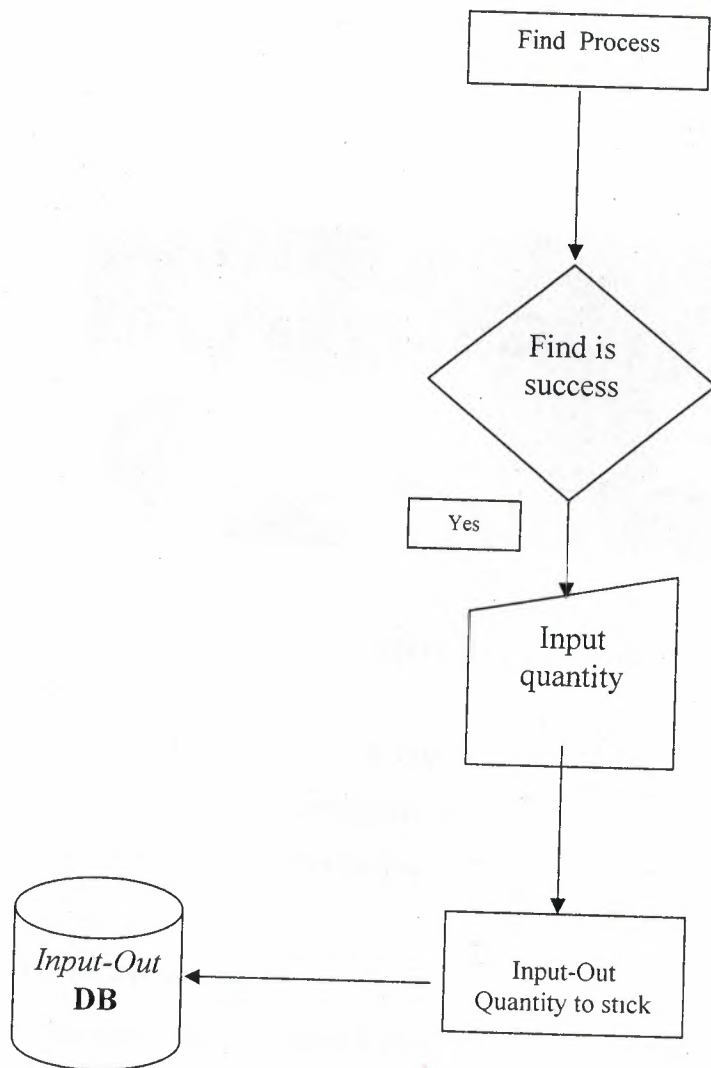 Find Process
Find is
success
Yes
Input
quantity
Input-Out
Quantity to stick
Input-Out
DB